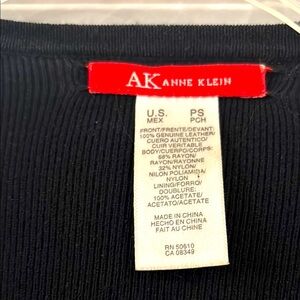 AK ANNE KLEIN
U.S. PS
MEX PCH
FRONT/FRENTE/DEVANT:
100% GENUINE LEATHER/
CUERO AUTENTICO/
CUIR VERITABLE
BODY/CUERPO/CORPS:
68% RAYON/
RAYON/RAYONNE
32% NYLON/
NILON POLIAMIDA/
NYLON
LINING/FORRO/
DOUBLURE:
100% ACETATE/
ACETATO/ACETATE
MADE IN CHINA
HECHO EN CHINA
FAIT AU CHINE
RN 50610
CA 08349